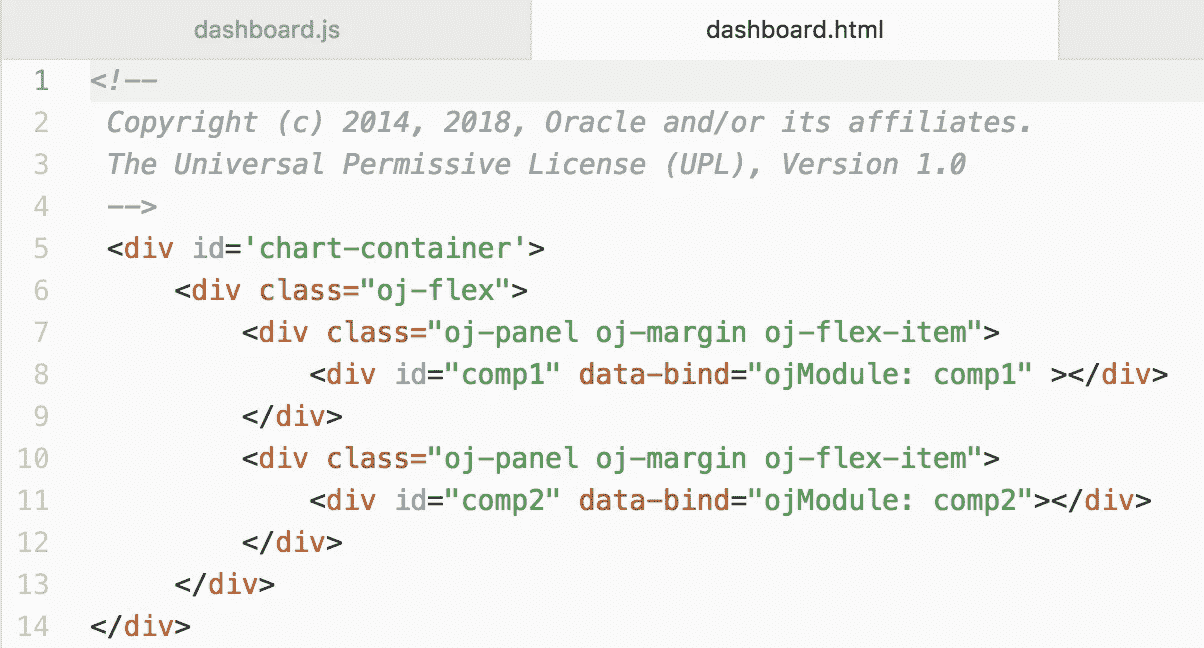 dashboard.js dashboard.html
1 <!--
2 Copyright (c) 2014, 2018, Oracle and/or its affiliates.
3 The Universal Permissive License (UPL), Version 1.0
4 -->
5 <div id='chart-container'>
6 <div class="oj-flex">
7 <div class="oj-panel oj-margin oj-flex-item">
8 <div id="comp1" data-bind="ojModule: comp1" ></div>
9 </div>
10 <div class="oj-panel oj-margin oj-flex-item">
11 <div id="comp2" data-bind="ojModule: comp2"></div>
12 </div>
13 </div>
14 </div>